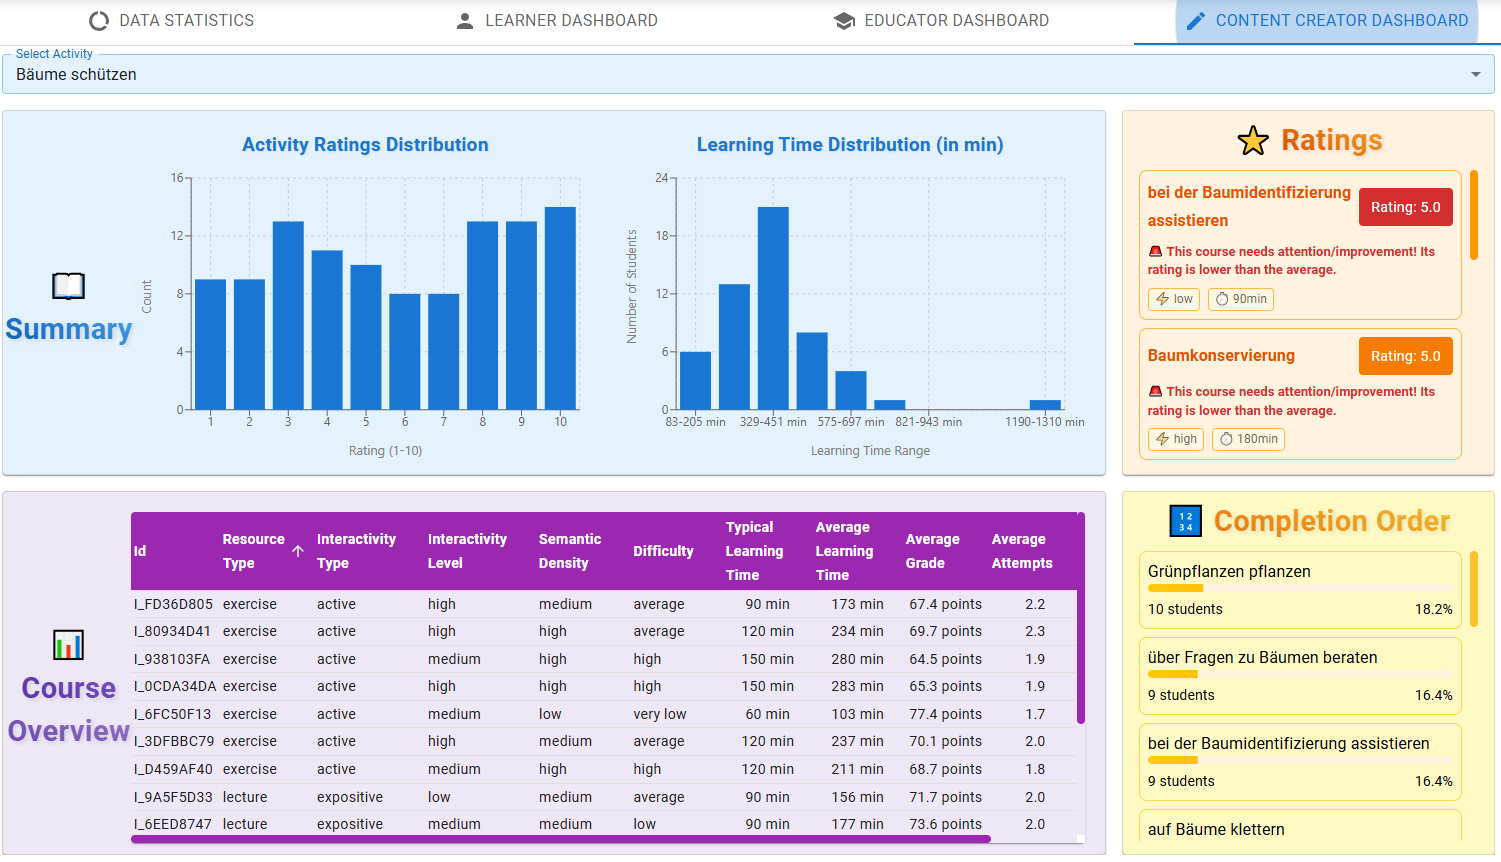 DATA STATISTICS
LEARNER DASHBOARD
EDUCATOR DASHBOARD
CONTENT CREATOR DASHBOARD
Select Activity
Bäume schützen
Summary
Activity Ratings Distribution
16
12
8
4
0
Count
1 2 3 4 5 6 7 8 9 10
Rating (1-10)
Learning Time Distribution (in min)
24
18
12
6
0
Number of Students
83-205 min 329-451 min 575-697 min 821-943 min 1190-1310 min
Learning Time Range
Ratings
bei der Baumidentifizierung
assistieren
Rating: 5.0
This course needs attention/improvement! Its
rating is lower than the average.
low 90min
Baumkonservierung
Rating: 5.0
This course needs attention/improvement! Its
rating is lower than the average.
high 180min
Course
Overview
Id Resource Type Interactivity Type Interactivity Level Semantic Density Difficulty Typical Learning Time Average Learning Time Average Grade Average Attempts
I_FD36D805 exercise active high medium average 90 min 173 min 67.4 points 2.2
I_80934D41 exercise active high high average 120 min 234 min 69.7 points 2.3
I_938103FA exercise active medium high high 150 min 280 min 64.5 points 1.9
I_0CDA34DA exercise active high high high 150 min 283 min 65.3 points 1.9
I_6FC50F13 exercise active medium low very low 60 min 103 min 77.4 points 1.7
I_3DFBBC79 exercise active high medium average 120 min 237 min 70.1 points 2.0
I_D459AF40 exercise active medium high high 120 min 211 min 68.7 points 1.8
I_9A5F5D33 lecture expositive low medium average 90 min 156 min 71.7 points 2.0
I_6EED8747 lecture expositive medium medium low 90 min 177 min 73.6 points 2.0
1 2
3 4
Completion Order
Grünpflanzen pflanzen
10 students 18.2%
über Fragen zu Bäumen beraten
9 students 16.4%
bei der Baumidentifizierung assistieren
9 students 16.4%
auf Bäume klettern